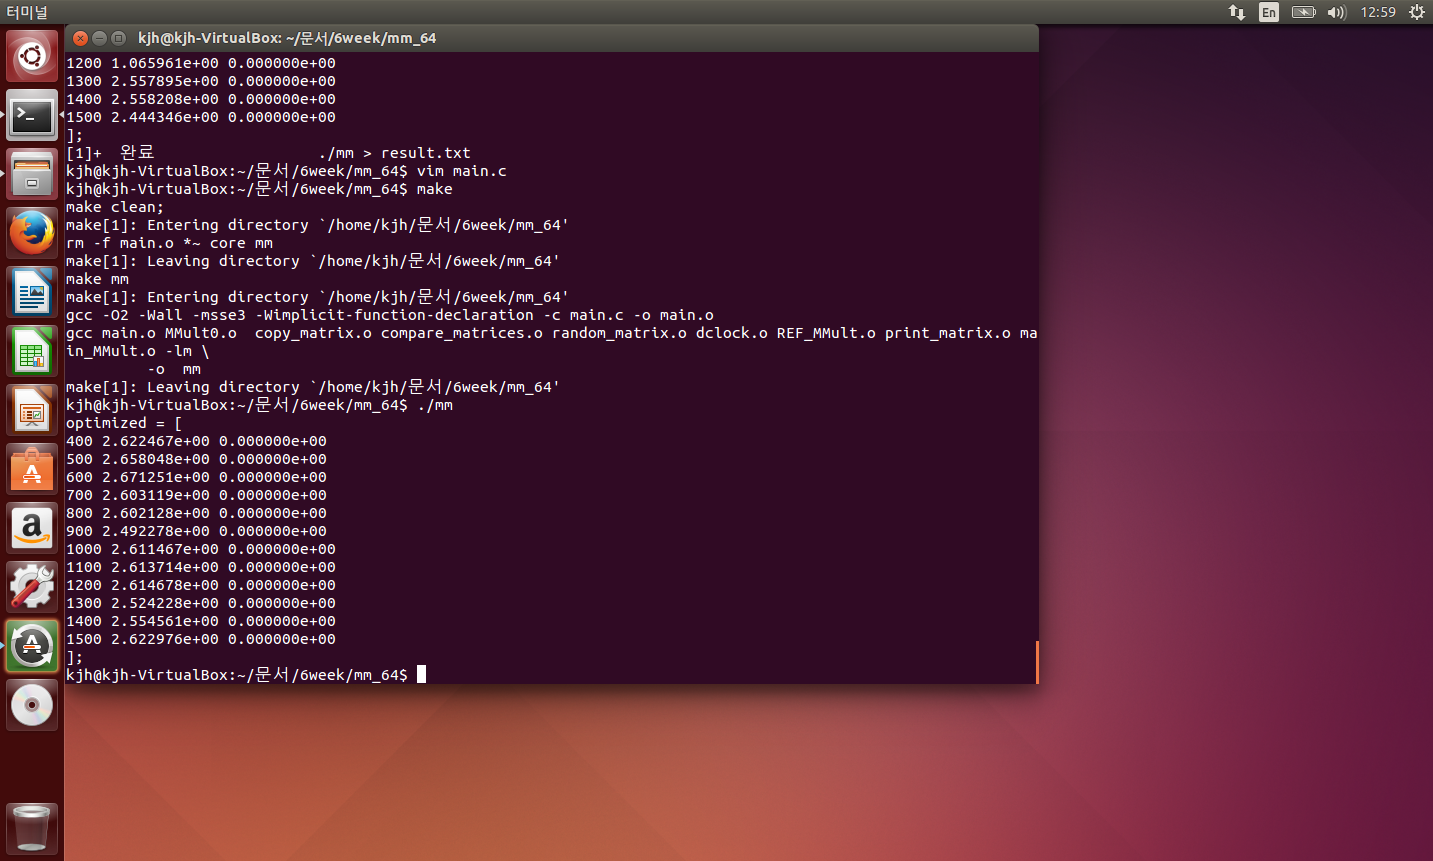 터미널
En
12:59
kjh@kjh-VirtualBox: ~/문서/6week/mm_64
1200 1.065961e+00 0.000000e+00
1300 2.557895e+00 0.000000e+00
1400 2.558208e+00 0.000000e+00
1500 2.444346e+00 0.000000e+00
];
[1]+  완료                  ./mm > result.txt
kjh@kjh-VirtualBox:~/문서/6week/mm_64$ vim main.c
kjh@kjh-VirtualBox:~/문서/6week/mm_64$ make
make clean;
make[1]: Entering directory `/home/kjh/문서/6week/mm_64'
rm -f main.o *~ core mm
make[1]: Leaving directory `/home/kjh/문서/6week/mm_64'
make mm
make[1]: Entering directory `/home/kjh/문서/6week/mm_64'
gcc -O2 -Wall -msse3 -Wimplicit-function-declaration -c main.c -o main.o
gcc main.o MMult0.o  copy_matrix.o compare_matrices.o random_matrix.o dclock.o REF_MMult.o print_matrix.o ma
in_MMult.o -lm \
         -o  mm
make[1]: Leaving directory `/home/kjh/문서/6week/mm_64'
kjh@kjh-VirtualBox:~/문서/6week/mm_64$ ./mm
optimized = [
400 2.622467e+00 0.000000e+00
500 2.658048e+00 0.000000e+00
600 2.671251e+00 0.000000e+00
700 2.603119e+00 0.000000e+00
800 2.602128e+00 0.000000e+00
900 2.492278e+00 0.000000e+00
1000 2.611467e+00 0.000000e+00
1100 2.613714e+00 0.000000e+00
1200 2.614678e+00 0.000000e+00
1300 2.524228e+00 0.000000e+00
1400 2.554561e+00 0.000000e+00
1500 2.622976e+00 0.000000e+00
];
kjh@kjh-VirtualBox:~/문서/6week/mm_64$